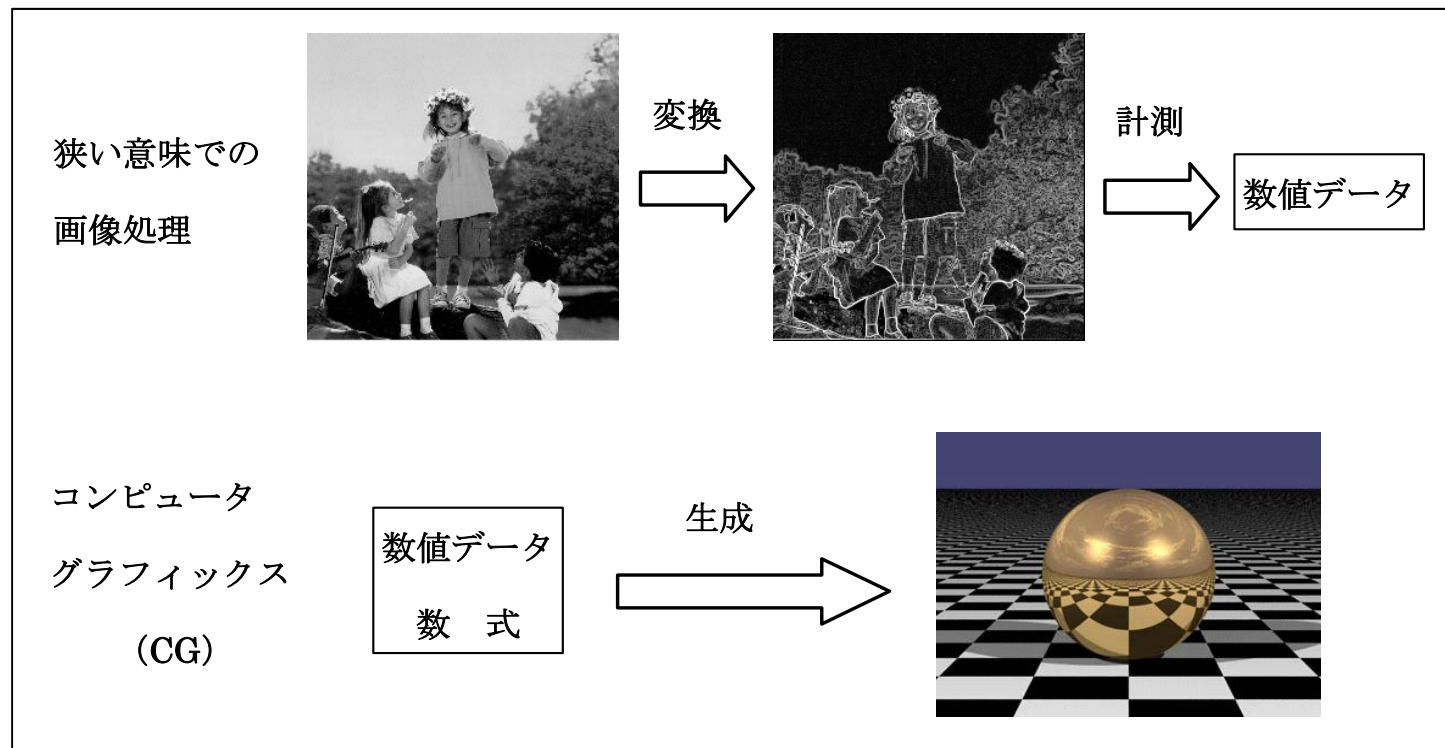 狭い意味での
画像処理
変換
計測
数値データ
コンピュータ
グラフィックス
(CG)
数値データ
数　式
生成